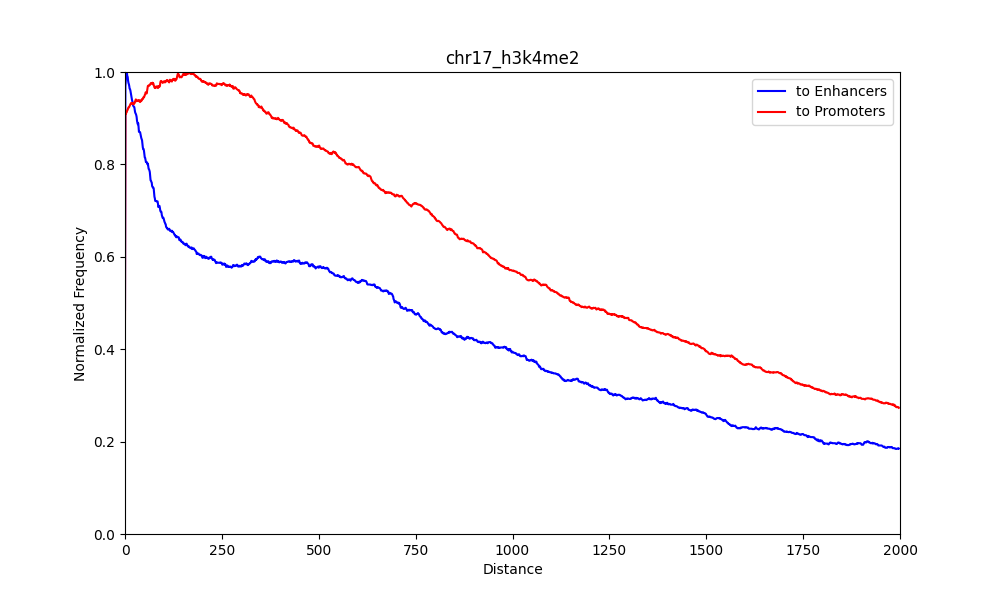 chr17_h3k4me2
1.0
0.8
0.6
0.4
0.2
0.0
Normalized Frequency
to Enhancers
to Promoters
0 250 500 750 1000 1250 1500 1750 2000
Distance